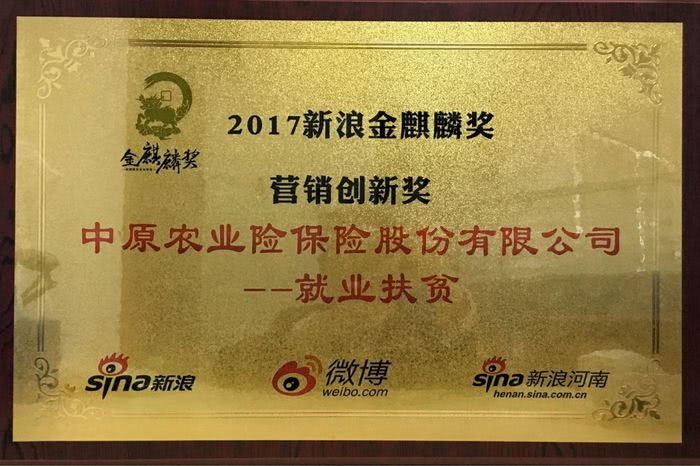 金麒麟奖
2017新浪金麒麟奖
营销创新奖
中原农业险保险股份有限公司
--就业扶贫
sina新浪
微博
weibo.com
sina新浪河南
henan.sina.com.cn